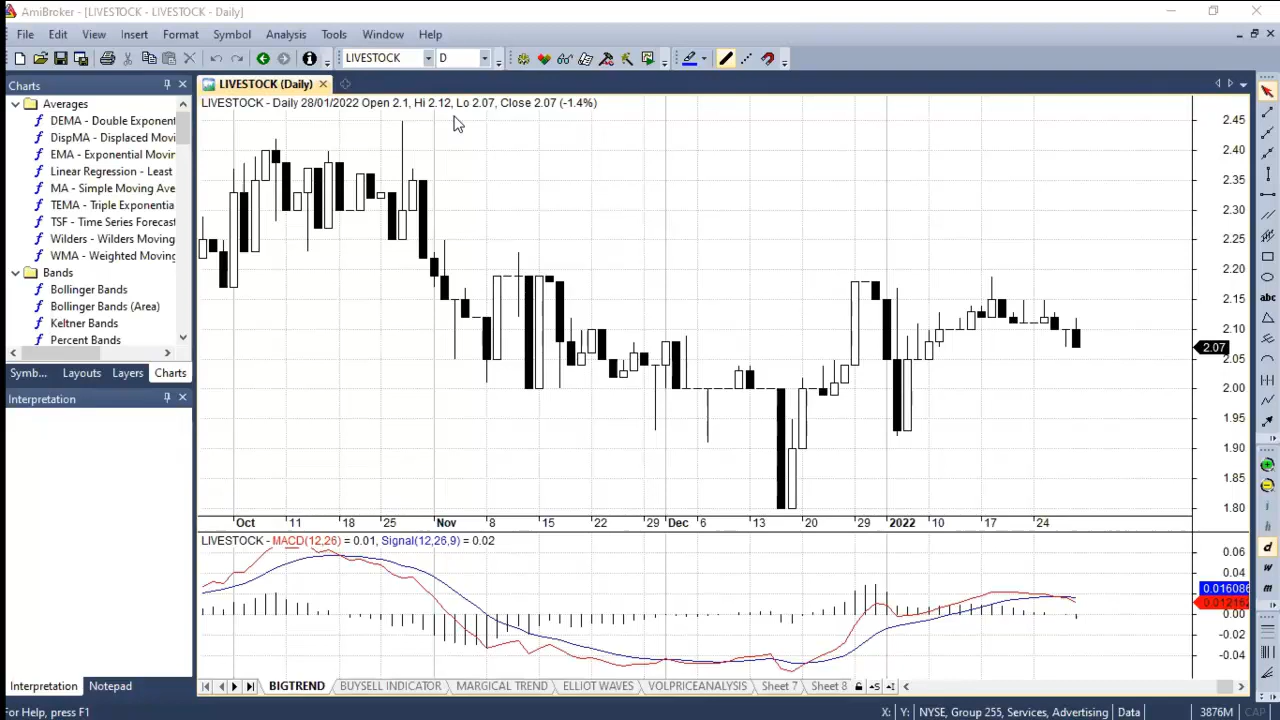 AmiBroker - [LIVESTOCK - LIVESTOCK - Daily]
File Edit View Insert Format Symbol Analysis Tools Window Help
LIVESTOCK D
Charts
LIVESTOCK (Daily)
LIVESTOCK - Daily 28/01/2022 Open 2.1, Hi 2.12, Lo 2.07, Close 2.07 (-1.4%)
Averages
DEMA - Double Exponent
DispMA - Displaced Movi
EMA - Exponential Movin
Linear Regression - Least
MA - Simple Moving Ave
TEMA - Triple Exponentia
TSF - Time Series Forecast
Wilders - Wilders Moving
WMA - Weighted Moving
Bands
Bollinger Bands
Bollinger Bands (Area)
Keltner Bands
Percent Bands
Symb... Layouts Layers Charts
Interpretation
2.45
2.40
2.35
2.30
2.25
2.20
2.15
2.10
2.07
2.05
2.00
1.95
1.90
1.85
1.80
Oct 11 18 25 Nov 8 15 22 29 Dec 6 13 20 29 2022 10 17 24
LIVESTOCK - MACD(12,26) = 0.01, Signal(12,26,9) = 0.02
0.06
0.04
0.016086
0.01216
0.00
-0.02
-0.04
abc
i
h
d
w
m
Interpretation Notepad
BIGTREND BUYSELL INDICATOR MARGICAL TREND ELLIOT WAVES VOLPRICEANALYSIS Sheet 7 Sheet 8
For Help, press F1
X: Y: NYSE, Group 255, Services, Advertising Data 3876M CAP